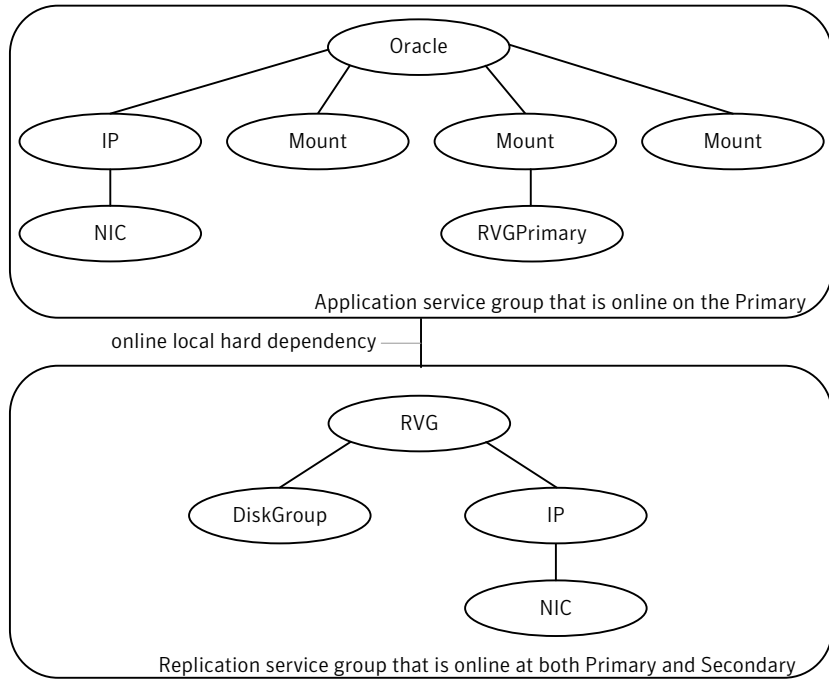 Oracle
IP
Mount
Mount
Mount
NIC
RVGPrimary
Application service group that is online on the Primary
online local hard dependency
RVG
DiskGroup
IP
NIC
Replication service group that is online at both Primary and Secondary